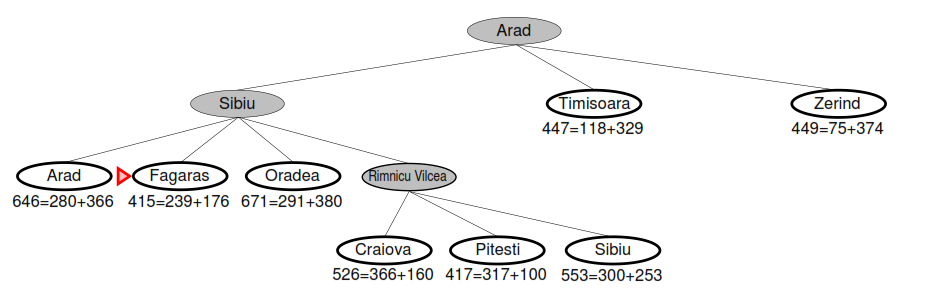 Arad
Sibiu
Timisoara
Zerind
447=118+329
449=75+374
Arad
Fagaras
Oradea
Rimnicu Vilcea
646=280+366
415=239+176
671=291+380
Craiova
Pitesti
Sibiu
526=366+160
417=317+100
553=300+253